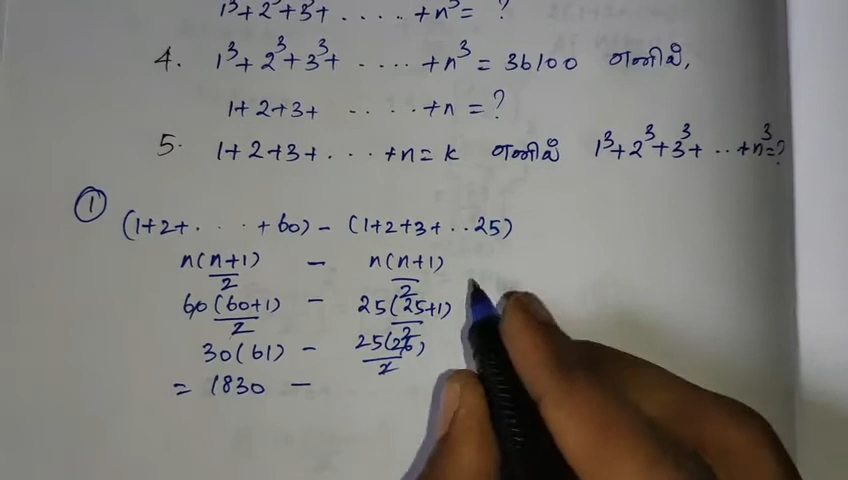 1³+2³+3³+ ..... +n³= ?
4. 1³+2³+3³+ ..... +n³ = 36100 எனில்,
1+2+3+ ..... +n = ?
5. 1+2+3+... +n = k எனில் 1³+2³+3³+ .. +n³=?
① (1+2+.... +60) - (1+2+3+..25)
n(n+1)/2 - n(n+1)/2
60(60+1)/2 - 25(25+1)/2
30(61) - 25(26)/2
= 1830 -